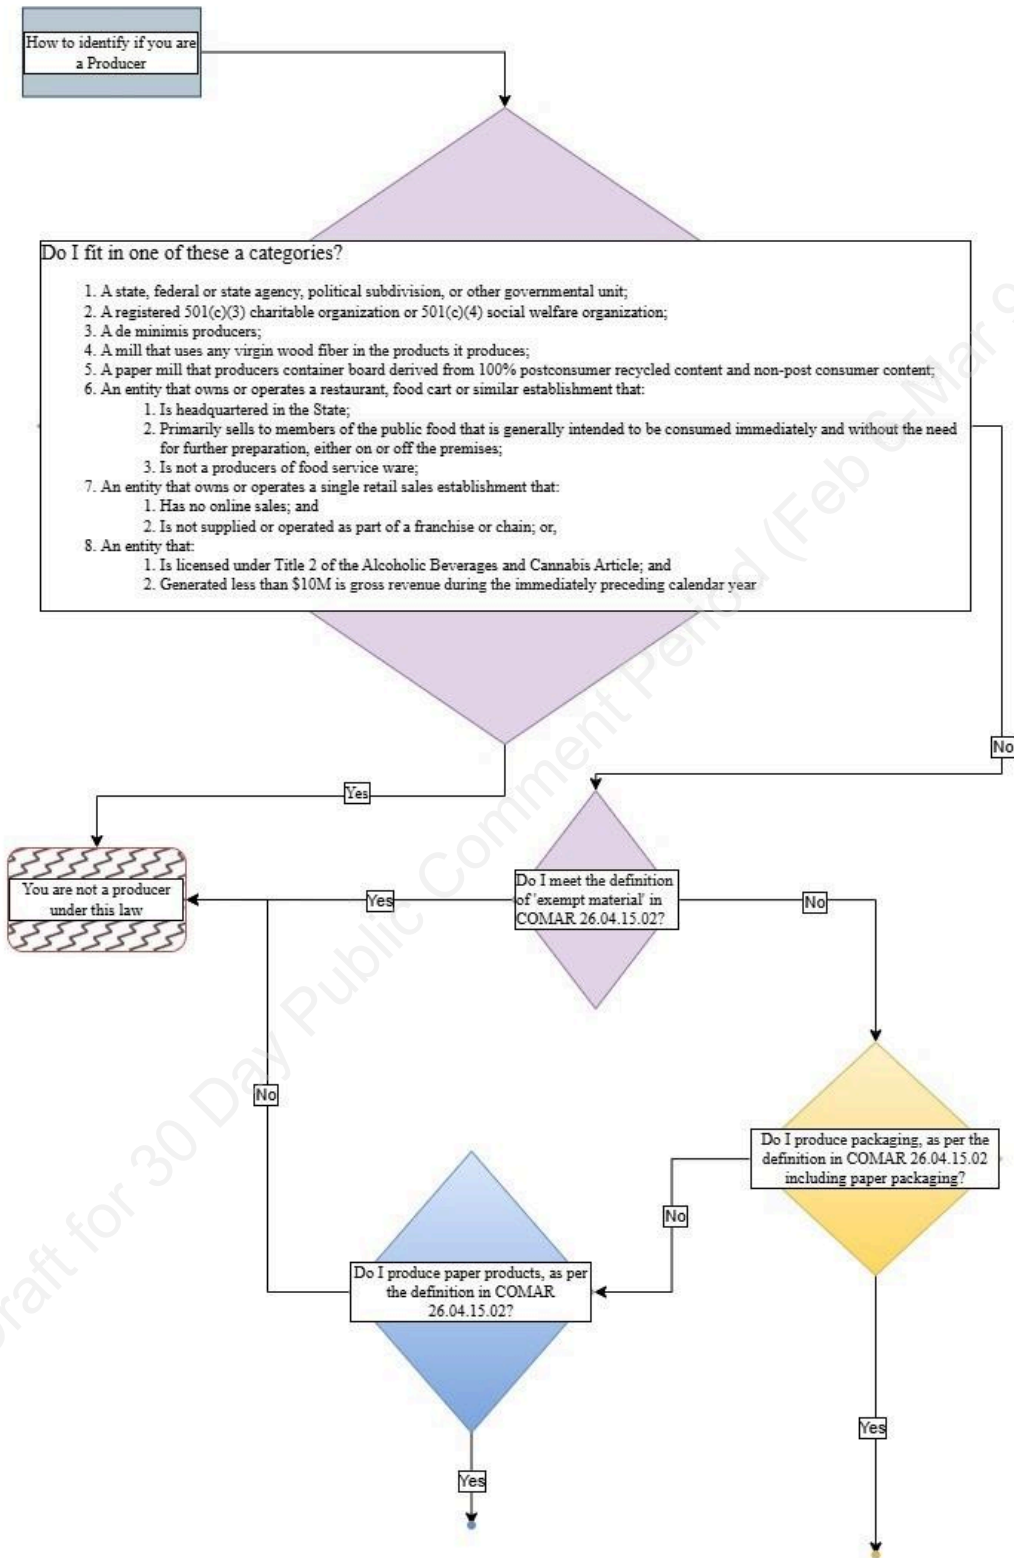 How to identify if you are
a Producer
Do I fit in one of these a categories?
1. A state, federal or state agency, political subdivision, or other governmental unit;
2. A registered 501(c)(3) charitable organization or 501(c)(4) social welfare organization;
3. A de minimis producers;
4. A mill that uses any virgin wood fiber in the products it produces;
5. A paper mill that producers container board derived from 100% postconsumer recycled content and non-post consumer content;
6. An entity that owns or operates a restaurant, food cart or similar establishment that:
1. Is headquartered in the State;
2. Primarily sells to members of the public food that is generally intended to be consumed immediately and without the need
for further preparation, either on or off the premises;
3. Is not a producers of food service ware;
7. An entity that owns or operates a single retail sales establishment that:
1. Has no online sales; and
2. Is not supplied or operated as part of a franchise or chain; or,
8. An entity that:
1. Is licensed under Title 2 of the Alcoholic Beverages and Cannabis Article; and
2. Generated less than $10M is gross revenue during the immediately preceding calendar year
No
Yes
You are not a producer
under this law
Yes
Do I meet the definition
of 'exempt material' in
COMAR 26.04.15.02?
No
No
Do I produce packaging, as per the
definition in COMAR 26.04.15.02
including paper packaging?
No
Do I produce paper products, as per
the definition in COMAR
26.04.15.02?
Yes
Yes
Draft for 30 Day Public Comment Period (Feb 6-Mar 9